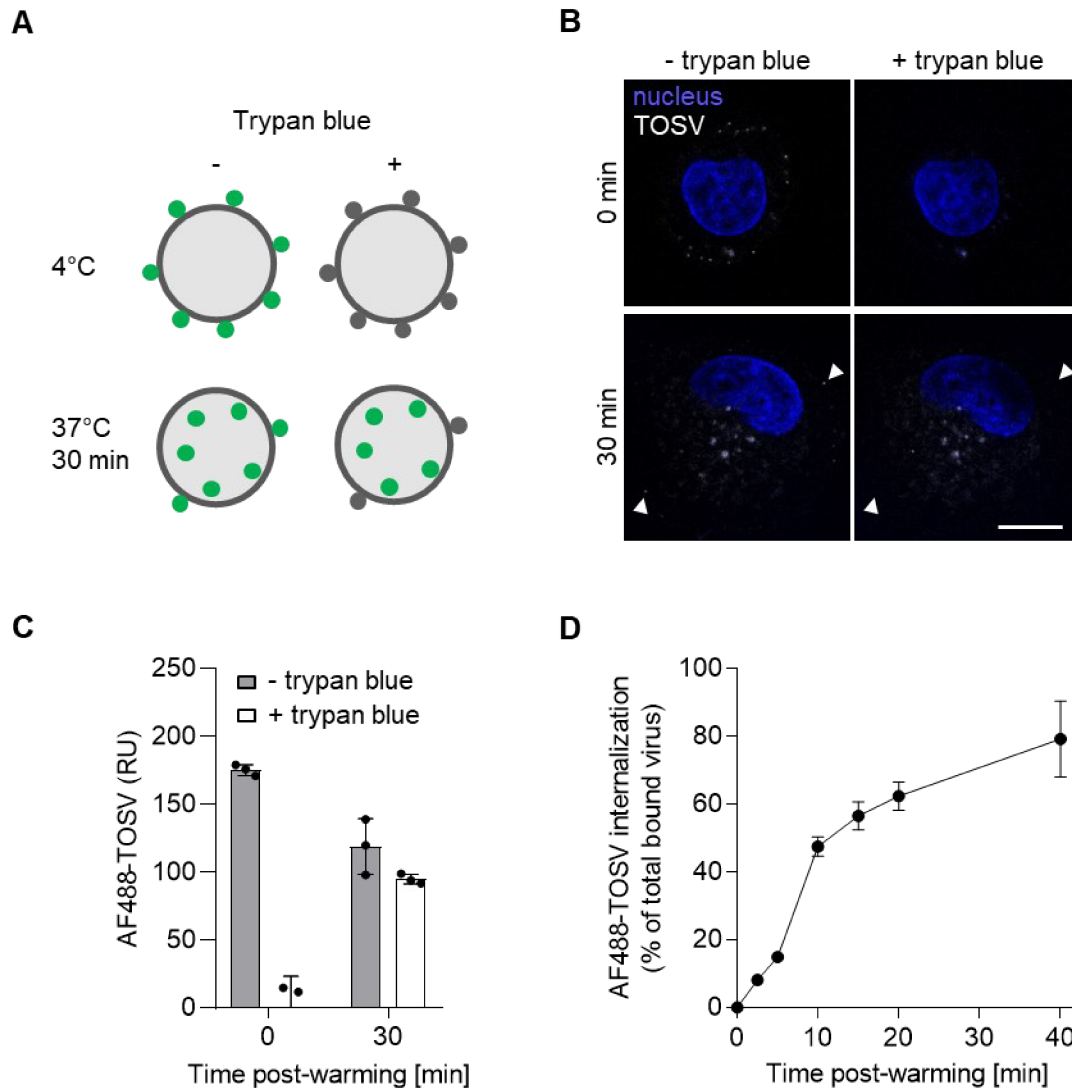 A
Trypan blue
- +
4°C
37°C
30 min
B
- trypan blue + trypan blue
nucleus
TOSV
0 min
30 min
C
AF488-TOSV (RU)
250
200
150
100
50
0
- trypan blue
+ trypan blue
0 30
Time post-warming [min]
D
AF488-TOSV internalization
(% of total bound virus)
100
80
60
40
20
0
0 10 20 30 40
Time post-warming [min]